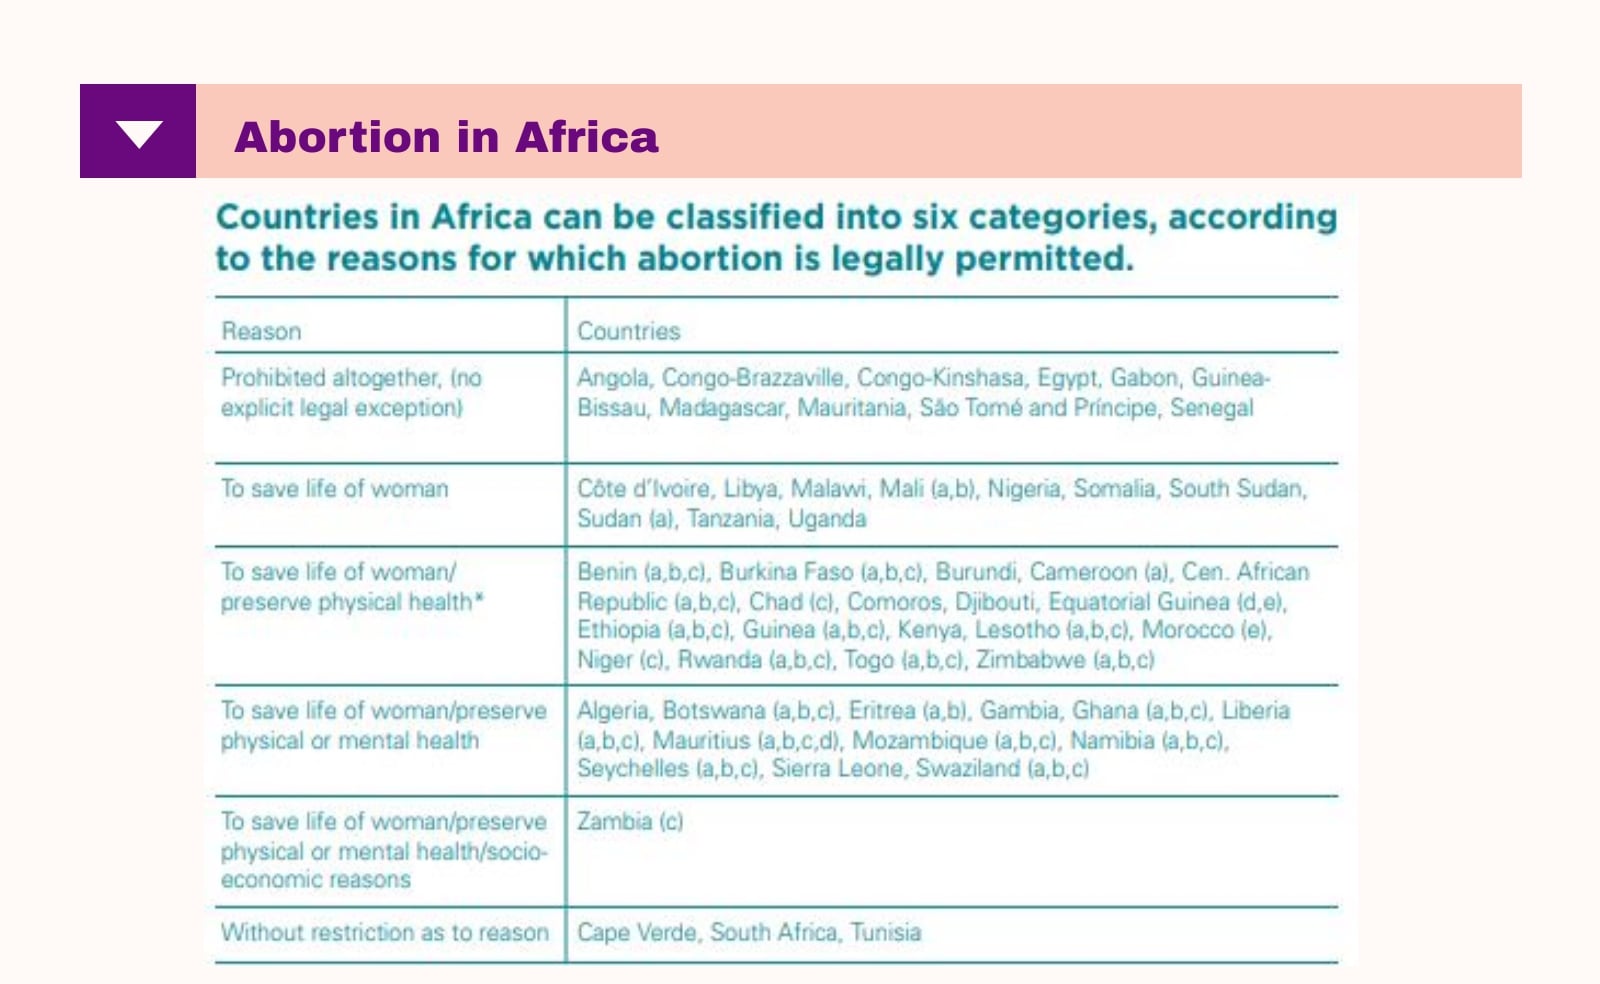 Abortion in Africa
Countries in Africa can be classified into six categories, according
to the reasons for which abortion is legally permitted.
Reason
Countries
Prohibited altogether, (no
explicit legal exception)
Angola, Congo-Brazzaville, Congo-Kinshasa, Egypt, Gabon, Guinea-
Bissau, Madagascar, Mauritania, São Tomé and Príncipe, Senegal
To save life of woman
Côte d'Ivoire, Libya, Malawi, Mali (a,b), Nigeria, Somalia, South Sudan,
Sudan (a), Tanzania, Uganda
To save life of woman/
preserve physical health*
Benin (a,b,c), Burkina Faso (a,b,c), Burundi, Cameroon (a), Cen. African
Republic (a,b,c), Chad (c), Comoros, Djibouti, Equatorial Guinea (d,e),
Ethiopia (a,b,c), Guinea (a,b,c), Kenya, Lesotho (a,b,c), Morocco (e),
Niger (c), Rwanda (a,b,c), Togo (a,b,c), Zimbabwe (a,b,c)
To save life of woman/preserve
physical or mental health
Algeria, Botswana (a,b,c), Eritrea (a,b), Gambia, Ghana (a,b,c), Liberia
(a,b,c), Mauritius (a,b,c,d), Mozambique (a,b,c), Namibia (a,b,c),
Seychelles (a,b,c), Sierra Leone, Swaziland (a,b,c)
To save life of woman/preserve
physical or mental health/socio-
economic reasons
Zambia (c)
Without restriction as to reason
Cape Verde, South Africa, Tunisia